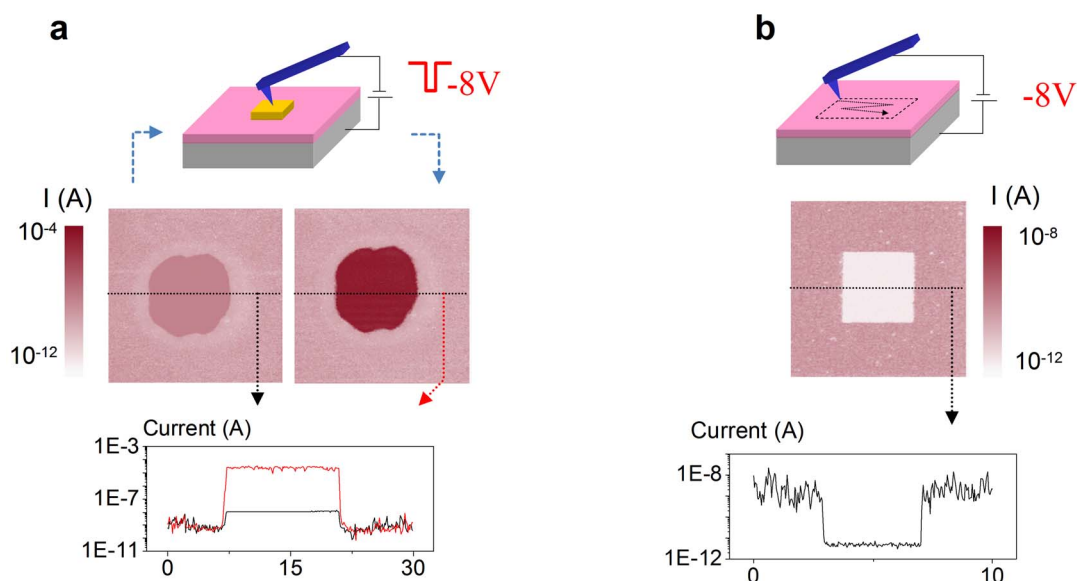 a
-8V
I (A)
10-4
10-12
Current (A)
1E-3
1E-7
1E-11
0
15
30
b
-8V
I (A)
10-8
10-12
Current (A)
1E-8
1E-12
0
10